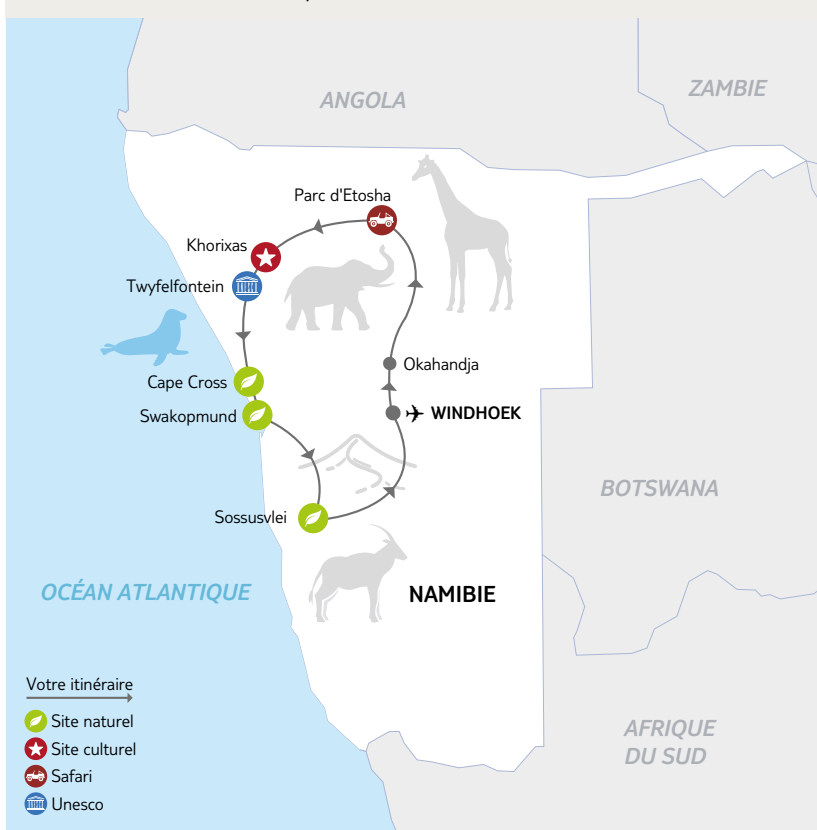 ANGOLA
ZAMBIE
Parc d'Etosha
Khorixas
Twyfelfontein
Okahandja
Cape Cross
Swakopmund
WINDHOEK
BOTSWANA
Sossusvlei
OCÉAN ATLANTIQUE
NAMIBIE
Votre itinéraire
Site naturel
Site culturel
Safari
Unesco
AFRIQUE
DU SUD